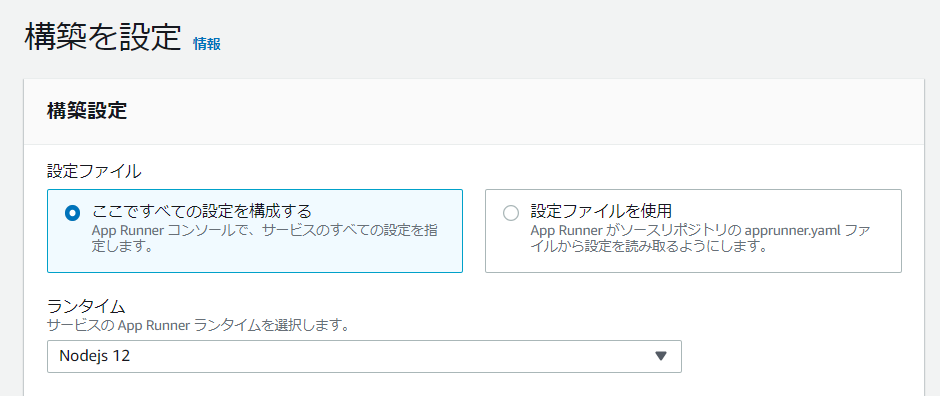 構築を設定 情報
構築設定
設定ファイル
ここですべての設定を構成する
App Runner コンソールで、サービスのすべての設定を指
定します。
設定ファイルを使用
App Runner がソースリポジトリの apprunner.yaml ファ
イルから設定を読み取るようにします。
ランタイム
サービスの App Runner ランタイムを選択します。
Nodejs 12